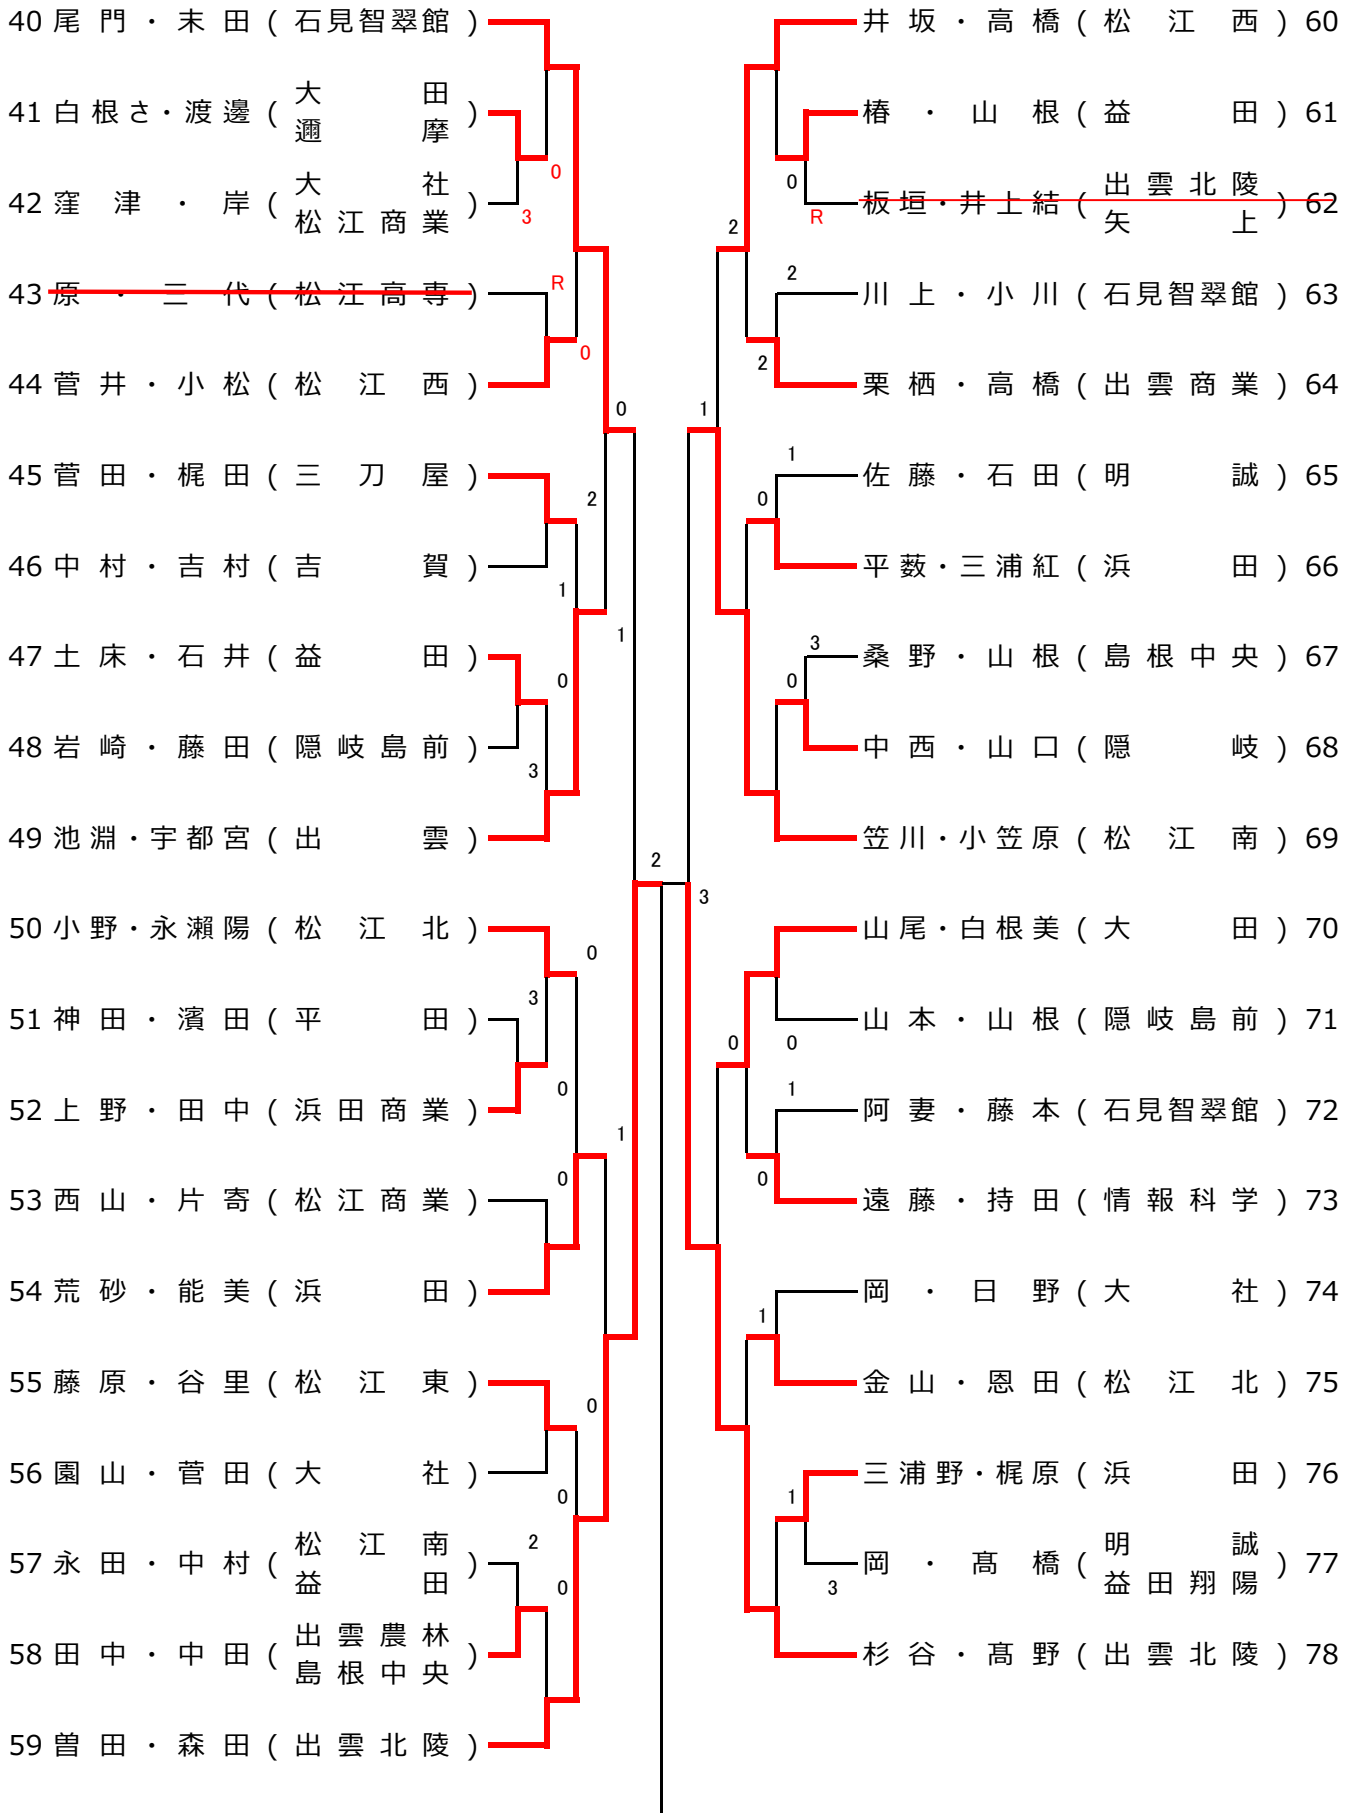 40 尾門・末田 ( 石見智翠館 )
0
41 白根さ・渡邊 ( 大田 邇摩 )
3
42 窪津・岸 ( 大社 松江商業 )
R
43 原・三代 ( 松江高専 )
0
44 菅井・小松 ( 松江西 )
0
45 菅田・梶田 ( 三刀屋 )
2
46 中村・吉村 ( 吉賀 )
1
1
47 土床・石井 ( 益田 )
0
48 岩崎・藤田 ( 隠岐島前 )
3
49 池淵・宇都宮 ( 出雲 )
2
50 小野・永瀨陽 ( 松江北 )
0
3
51 神田・濱田 ( 平田 )
0
52 上野・田中 ( 浜田商業 )
1
0
53 西山・片寄 ( 松江商業 )
54 荒砂・能美 ( 浜田 )
55 藤原・谷里 ( 松江東 )
0
56 園山・菅田 ( 大社 )
0
2
57 永田・中村 ( 松江南 益田 )
0
58 田中・中田 ( 出雲農林 島根中央 )
59 曽田・森田 ( 出雲北陵 )
井坂・高橋 ( 松江西 ) 60
椿・山根 ( 益田 ) 61
0
R
板垣・井上結 ( 出雲北陵 矢上 ) 62
2
2
川上・小川 ( 石見智翠館 ) 63
2
栗栖・高橋 ( 出雲商業 ) 64
1
1
佐藤・石田 ( 明誠 ) 65
0
平薮・三浦紅 ( 浜田 ) 66
3
桑野・山根 ( 島根中央 ) 67
0
中西・山口 ( 隠岐 ) 68
笠川・小笠原 ( 松江南 ) 69
3
山尾・白根美 ( 大田 ) 70
山本・山根 ( 隠岐島前 ) 71
0
0
1
阿妻・藤本 ( 石見智翠館 ) 72
0
遠藤・持田 ( 情報科学 ) 73
岡・日野 ( 大社 ) 74
1
金山・恩田 ( 松江北 ) 75
三浦野・梶原 ( 浜田 ) 76
1
岡・髙橋 ( 明誠 益田翔陽 ) 77
3
杉谷・髙野 ( 出雲北陵 ) 78